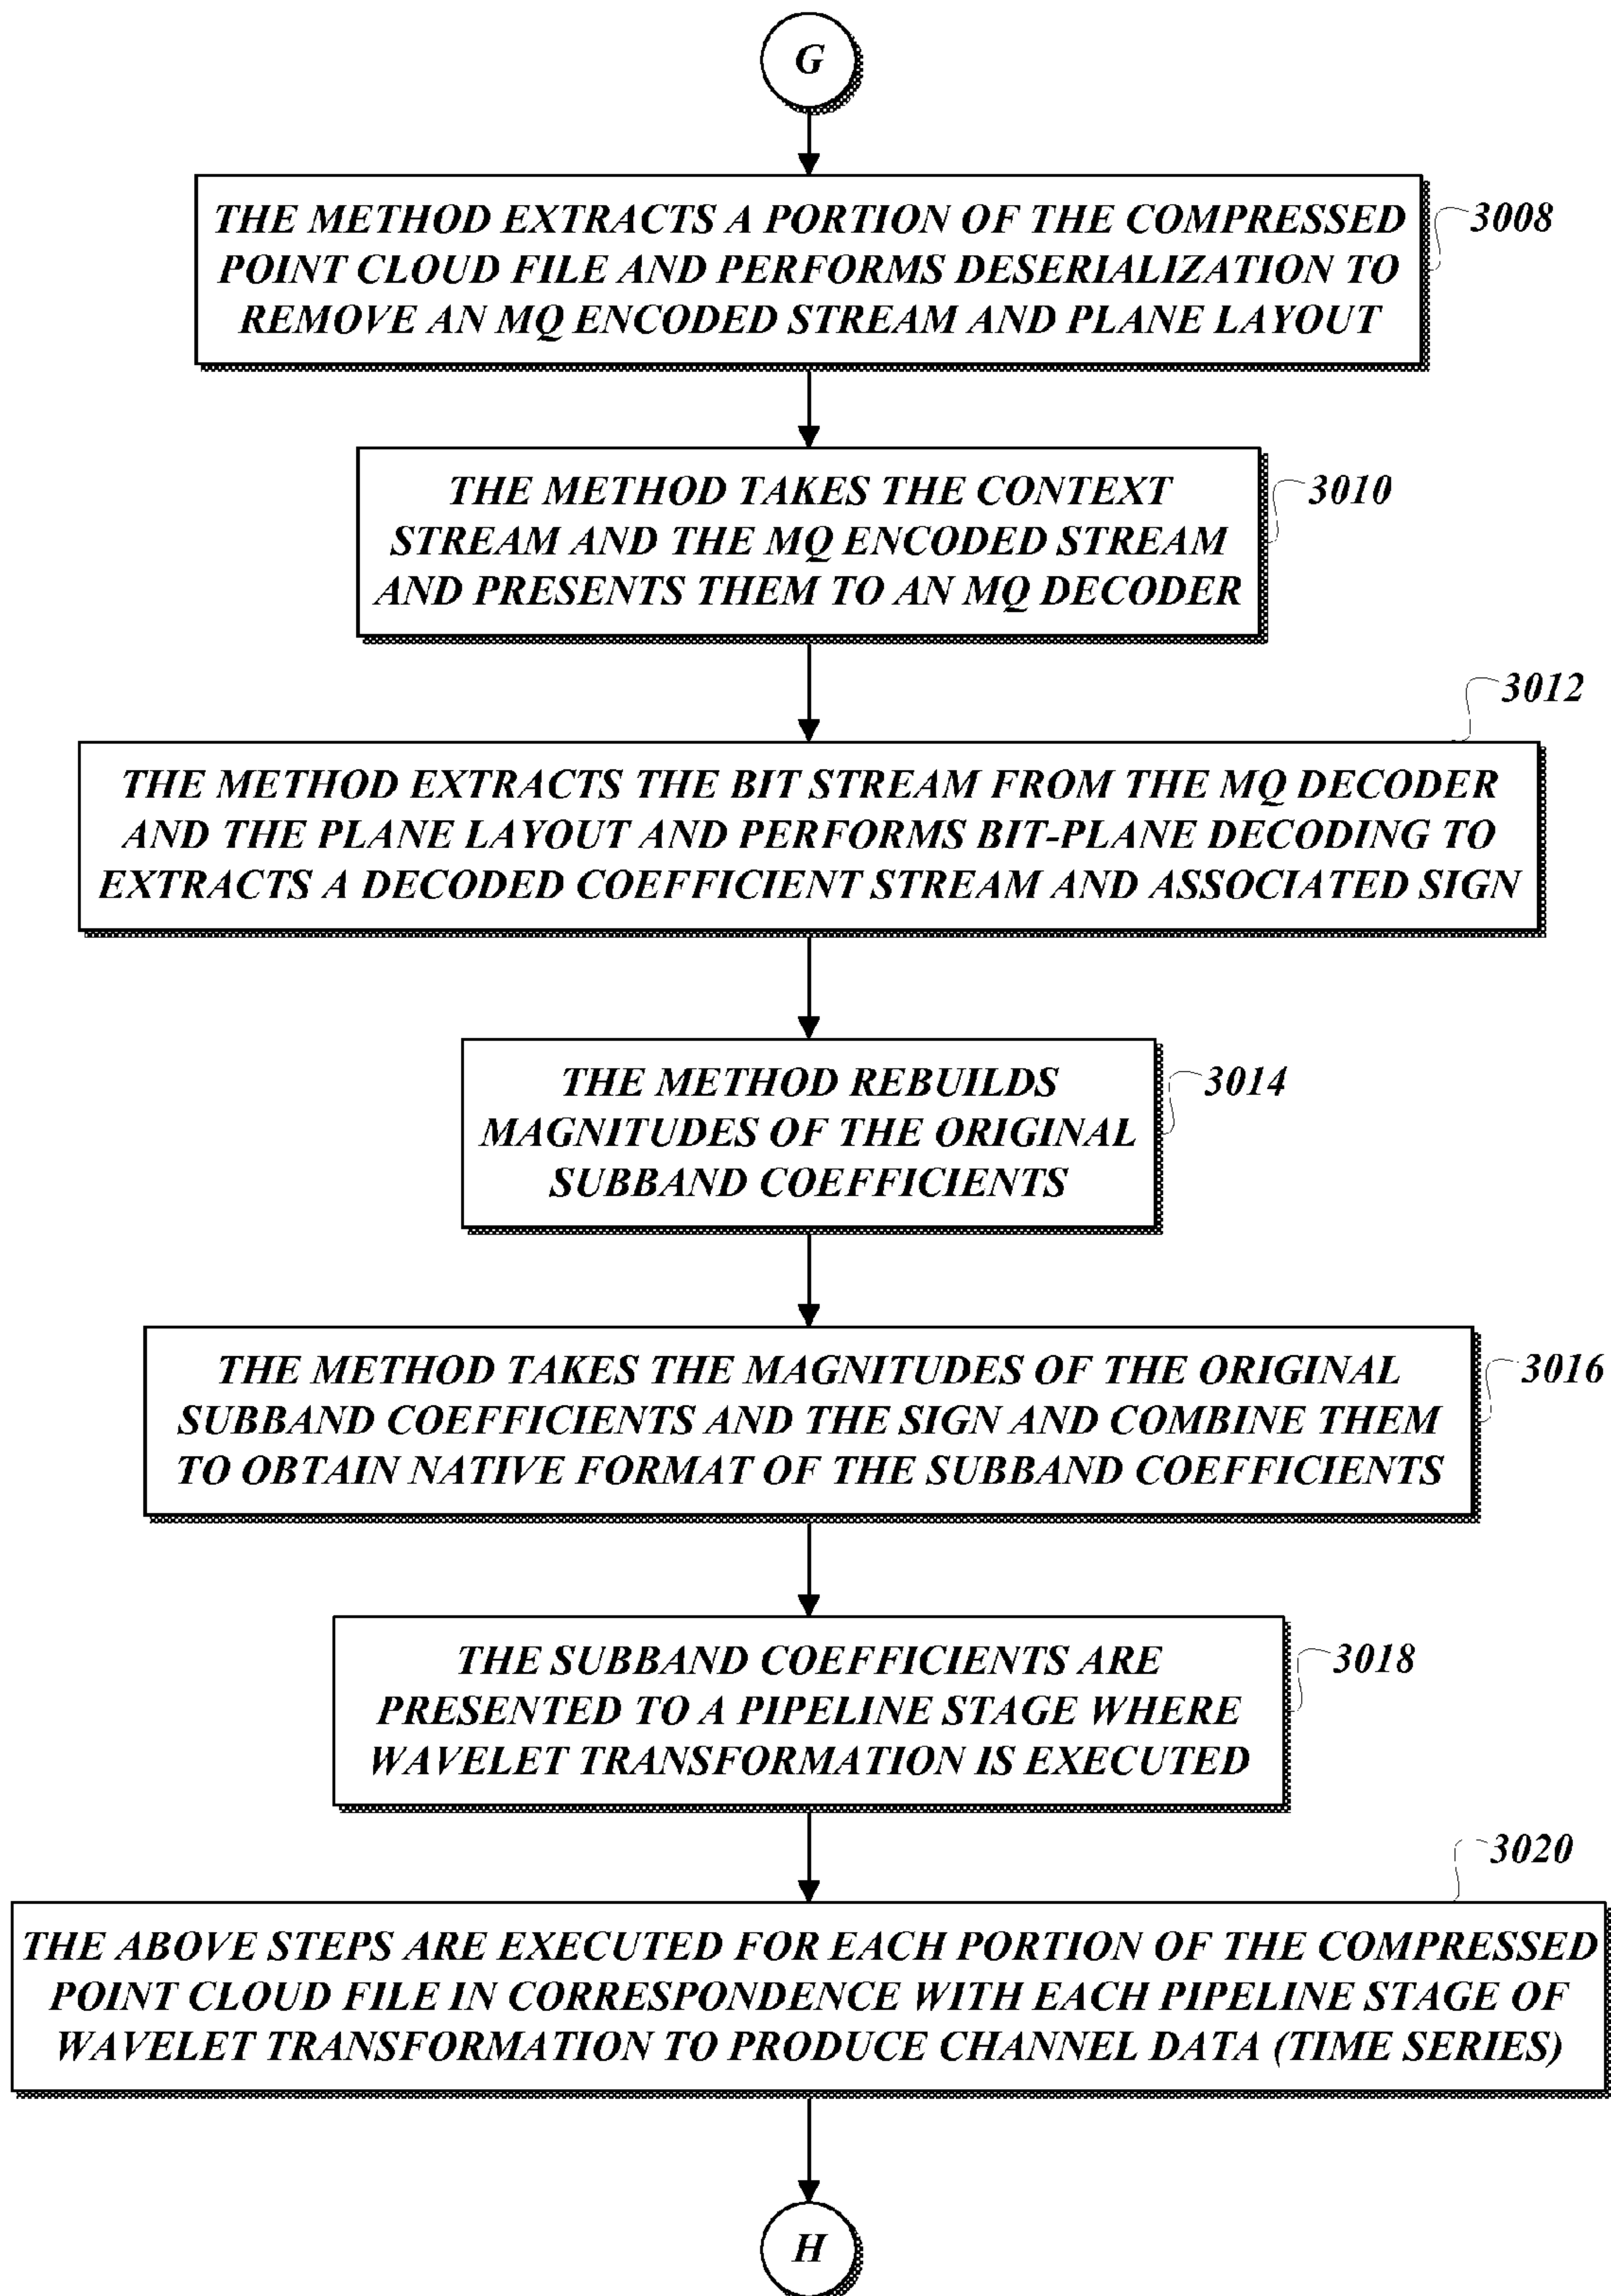 G
THE METHOD EXTRACTS A PORTION OF THE COMPRESSED
POINT CLOUD FILE AND PERFORMS DESERIALIZATION TO
REMOVE AN MQ ENCODED STREAM AND PLANE LAYOUT
3008
THE METHOD TAKES THE CONTEXT
STREAM AND THE MQ ENCODED STREAM
AND PRESENTS THEM TO AN MQ DECODER
3010
3012
THE METHOD EXTRACTS THE BIT STREAM FROM THE MQ DECODER
AND THE PLANE LAYOUT AND PERFORMS BIT-PLANE DECODING TO
EXTRACTS A DECODED COEFFICIENT STREAM AND ASSOCIATED SIGN
THE METHOD REBUILDS
MAGNITUDES OF THE ORIGINAL
SUBBAND COEFFICIENTS
3014
THE METHOD TAKES THE MAGNITUDES OF THE ORIGINAL
SUBBAND COEFFICIENTS AND THE SIGN AND COMBINE THEM
TO OBTAIN NATIVE FORMAT OF THE SUBBAND COEFFICIENTS
3016
THE SUBBAND COEFFICIENTS ARE
PRESENTED TO A PIPELINE STAGE WHERE
WAVELET TRANSFORMATION IS EXECUTED
3018
3020
THE ABOVE STEPS ARE EXECUTED FOR EACH PORTION OF THE COMPRESSED
POINT CLOUD FILE IN CORRESPONDENCE WITH EACH PIPELINE STAGE OF
WAVELET TRANSFORMATION TO PRODUCE CHANNEL DATA (TIME SERIES)
H